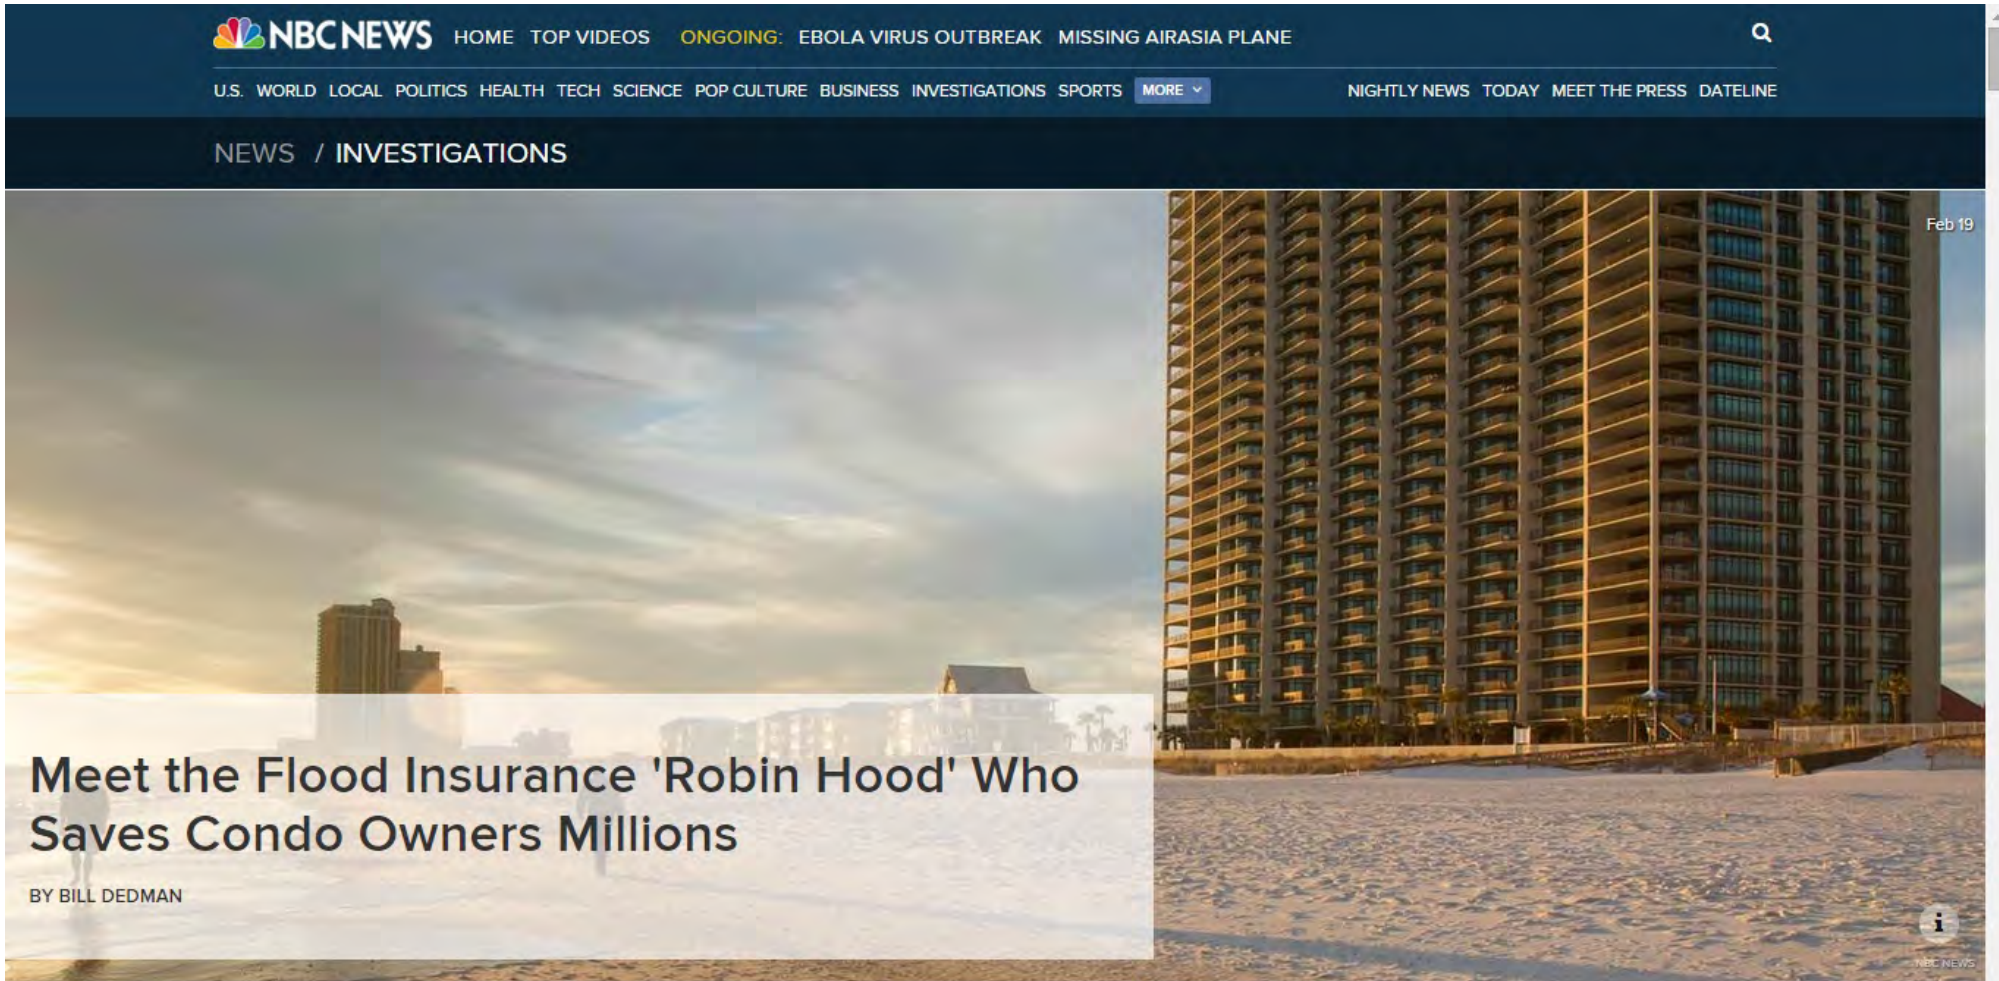 NBC NEWS HOME TOP VIDEOS ONGOING: EBOLA VIRUS OUTBREAK MISSING AIRASIA PLANE
U.S. WORLD LOCAL POLITICS HEALTH TECH SCIENCE POP CULTURE BUSINESS INVESTIGATIONS SPORTS MORE NIGHTLY NEWS TODAY MEET THE PRESS DATELINE
NEWS / INVESTIGATIONS
Feb 19
Meet the Flood Insurance 'Robin Hood' Who
Saves Condo Owners Millions
BY BILL DEDMAN
i
NBC NEWS